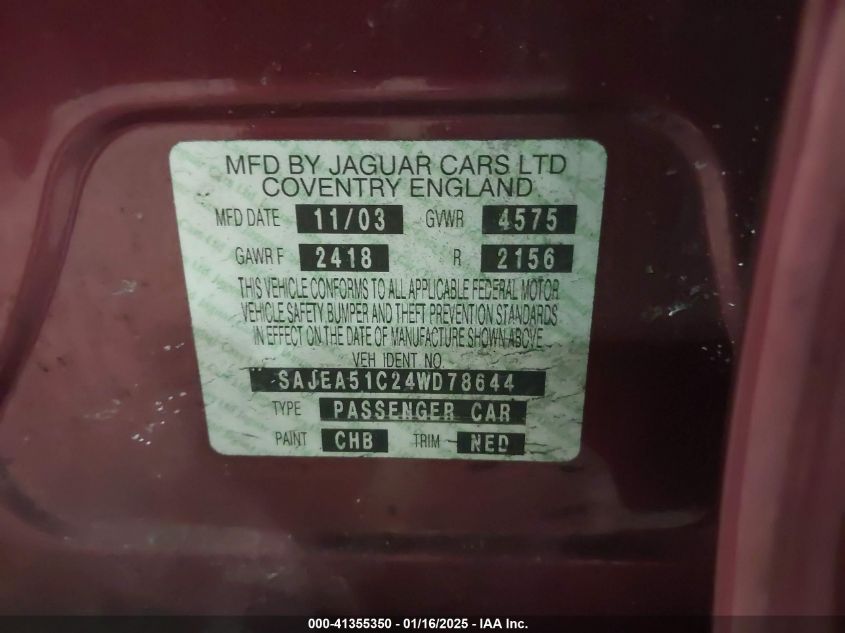 MFD BY JAGUAR CARS LTD
COVENTRY ENGLAND
MFD DATE 11/03 GVWR 4575
GAWR F 2418 R 2156
THIS VEHICLE CONFORMS TO ALL APPLICABLE FEDERAL MOTOR
VEHICLE SAFETY BUMPER AND THEFT PREVENTION STANDARDS
IN EFFECT ON THE DATE OF MANUFACTURE SHOWN ABOVE
VEH IDENT NO.
SAJEA51C24WD78644
TYPE PASSENGER CAR
PAINT CHB TRIM NED
000-41355350 - 01/16/2025 - IAA Inc.